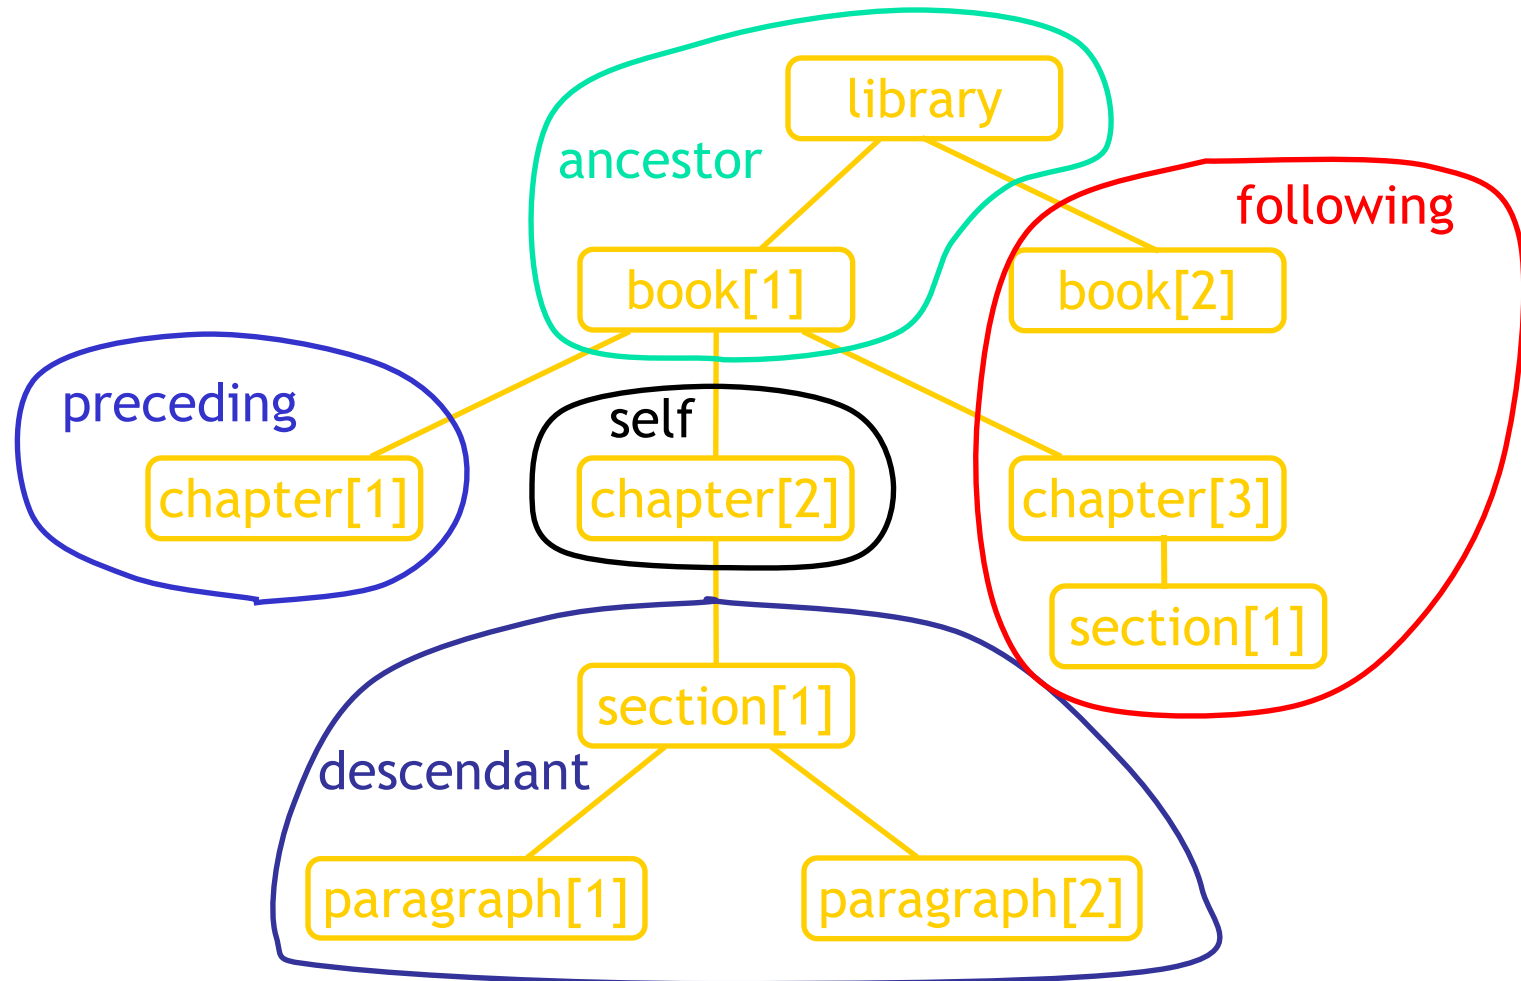 library
ancestor
following
book[1]
book[2]
preceding
self
chapter[1]
chapter[2]
chapter[3]
section[1]
section[1]
descendant
paragraph[1]
paragraph[2]